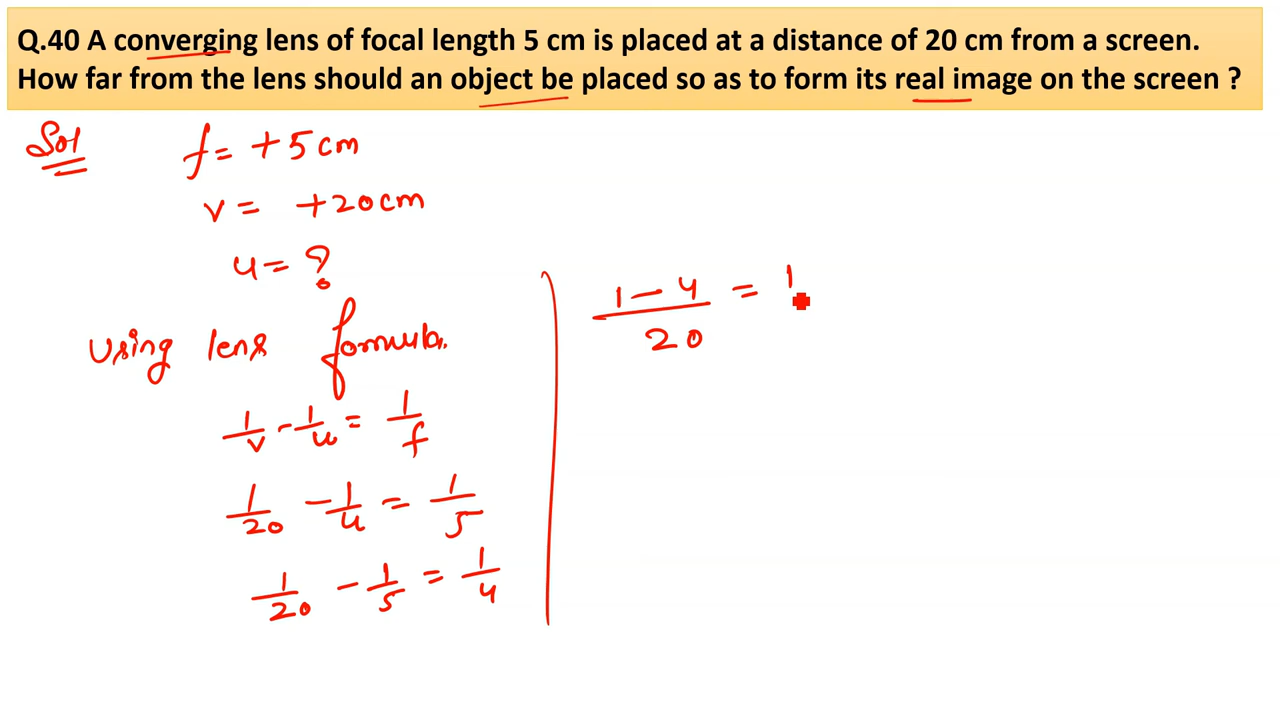 Q.40 A converging lens of focal length 5 cm is placed at a distance of 20 cm from a screen.
How far from the lens should an object be placed so as to form its real image on the screen ?
Sol
f = +5 cm
v = +20 cm
u = ?
Using lens formula.
1/v - 1/u = 1/f
1/20 - 1/u = 1/5
1/20 - 1/5 = 1/u
(1 - 4)/20 = 1